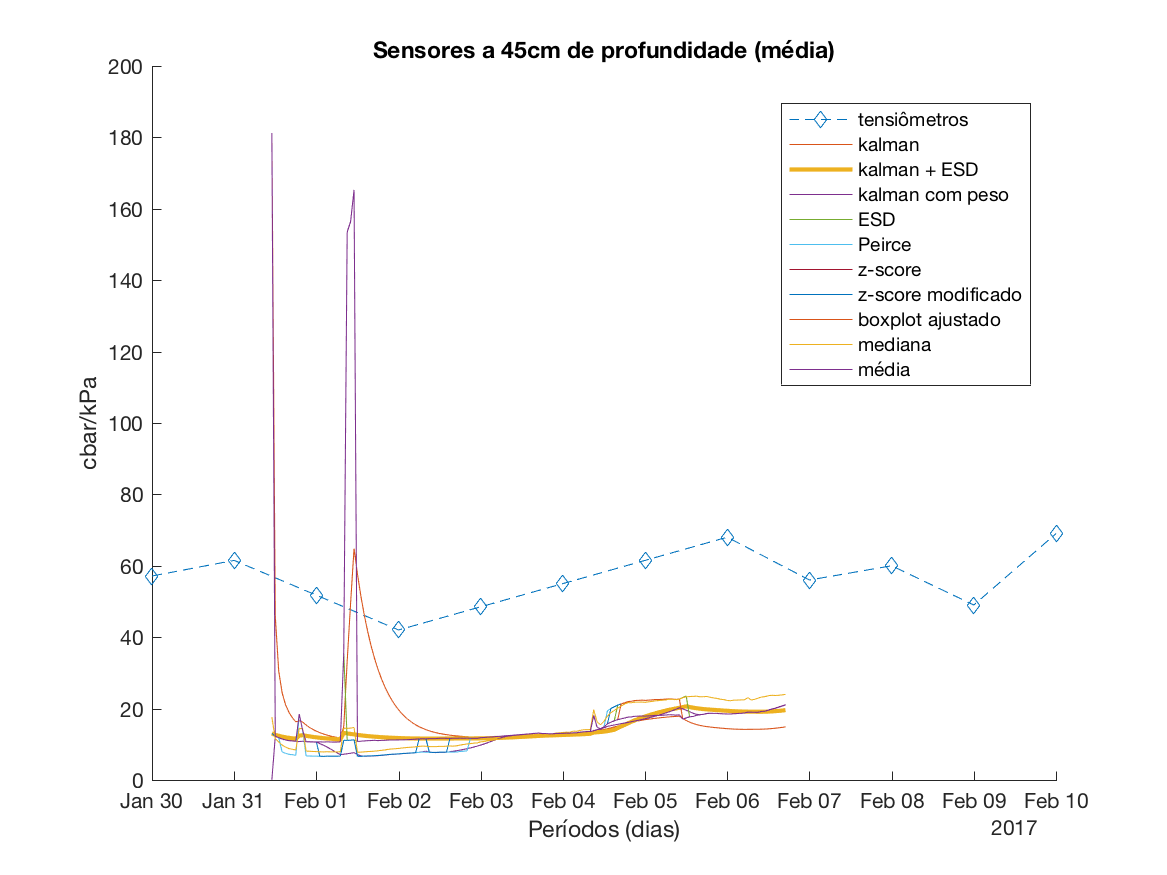 Sensores a 45cm de profundidade (média)
200
180
160
140
120
100
80
60
40
20
0
cbar/kPa
tensiômetros
kalman
kalman + ESD
kalman com peso
ESD
Peirce
z-score
z-score modificado
boxplot ajustado
mediana
média
Jan 30 Jan 31 Feb 01 Feb 02 Feb 03 Feb 04 Feb 05 Feb 06 Feb 07 Feb 08 Feb 09 Feb 10
Períodos (dias)
2017